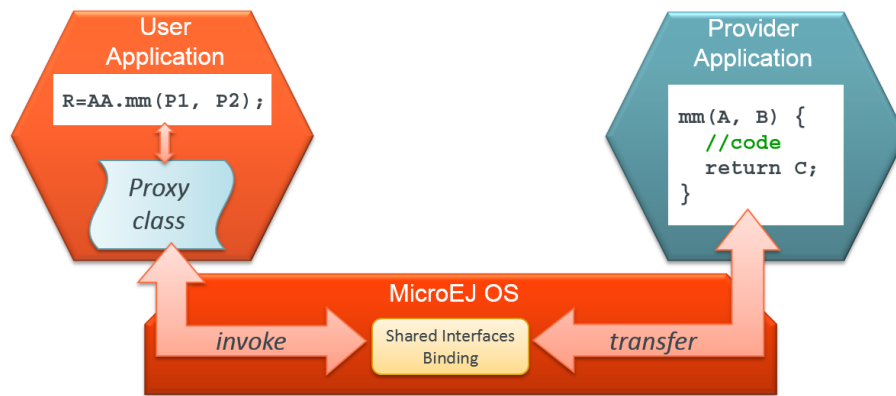 User
Application
R=AA.mm(P1, P2);
Proxy
class
Provider
Application
mm(A, B) {
//code
return C;
}
MicroEJ OS
invoke
Shared Interfaces
Binding
transfer